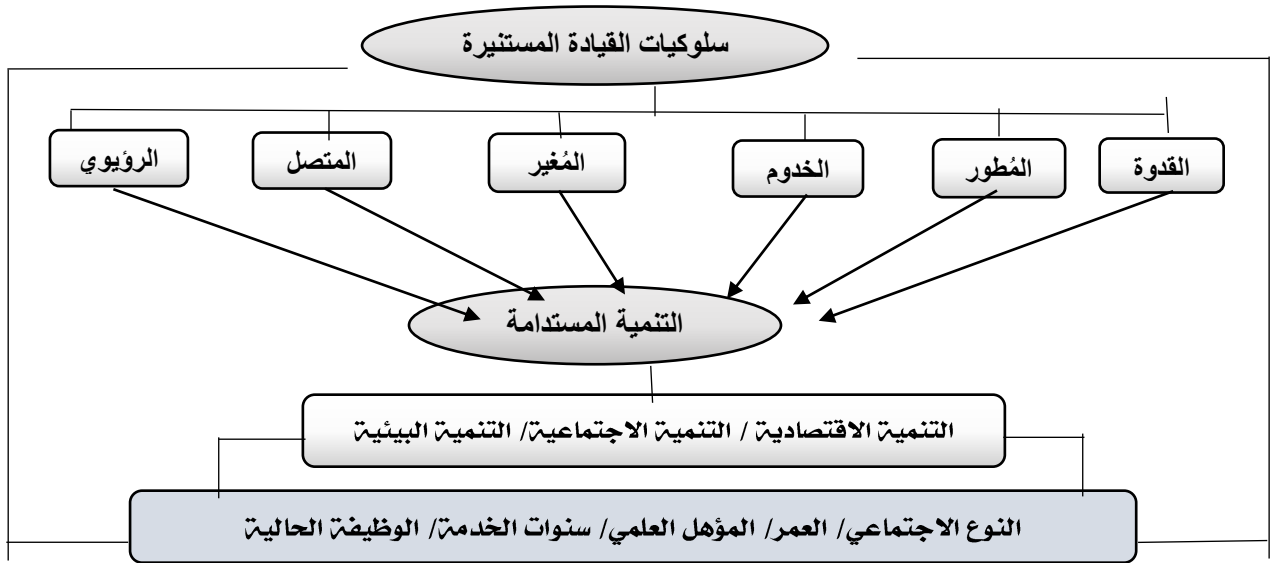 سلوكيات القيادة المستنيرة
القدوة
المُطور
الخدوم
المُغير
المتصل
الرؤيوي
التنمية المستدامة
التنمية الاقتصادية / التنمية الاجتماعية/ التنمية البيئية
النوع الاجتماعي/ العمر/ المؤهل العلمي/ سنوات الخدمة/ الوظيفة الحالية